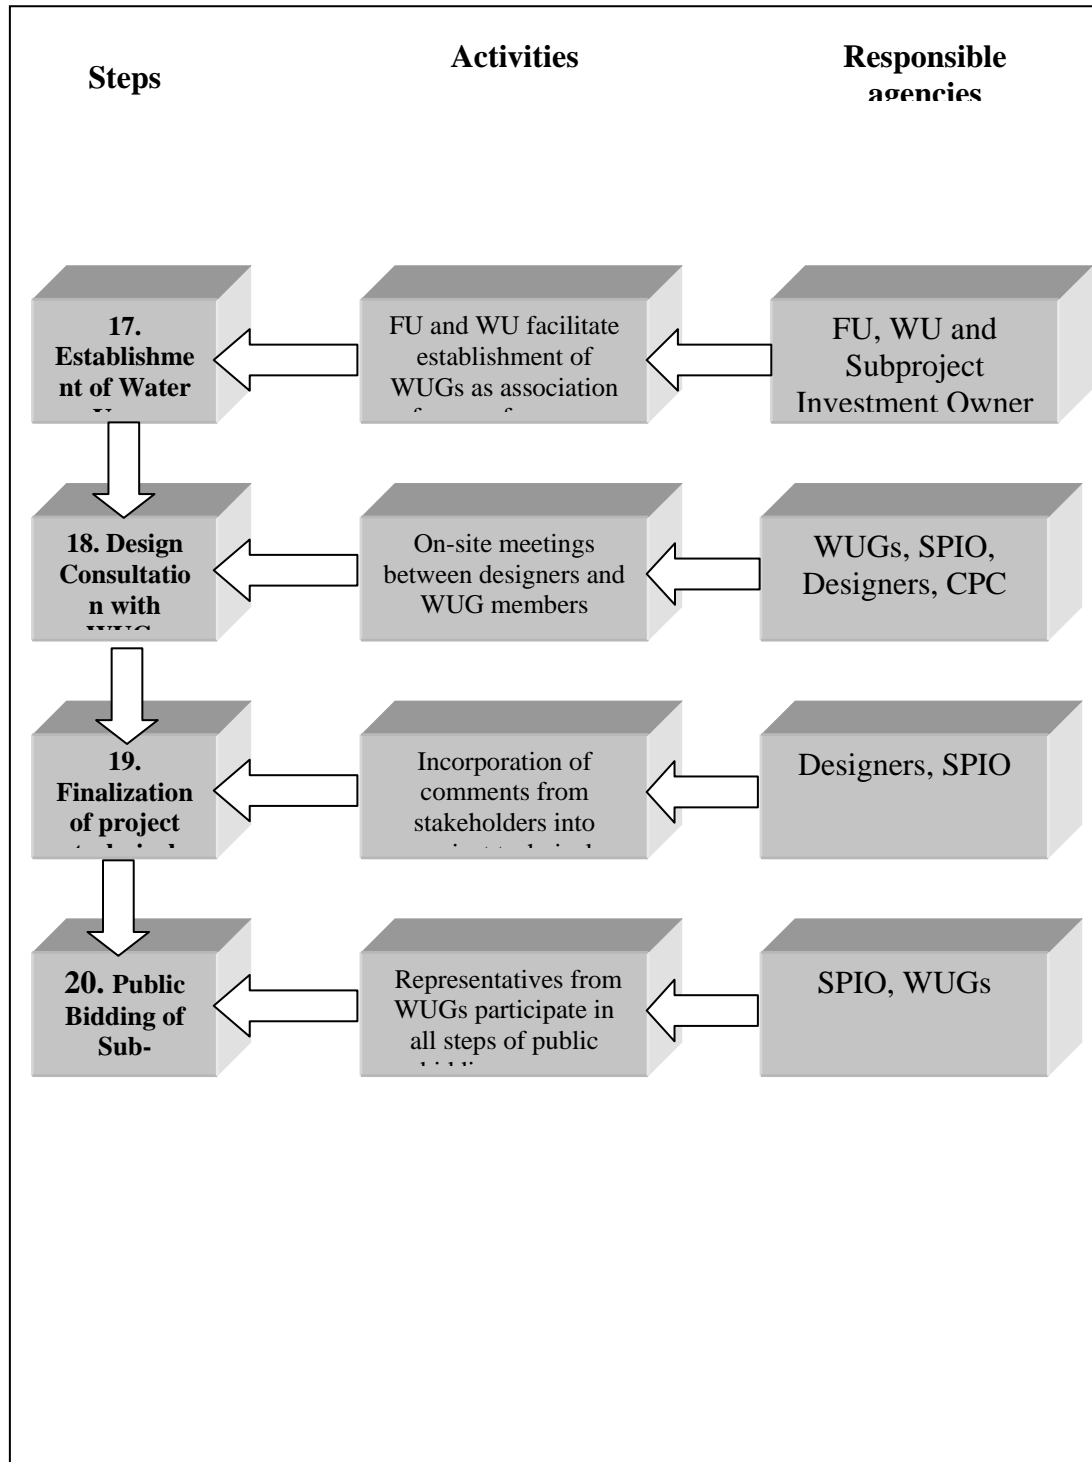 Steps
Activities
Responsible
agencies
17.
Establishme
nt of Water
FU and WU facilitate
establishment of
WUGs as association
FU, WU and
Subproject
Investment Owner
18. Design
Consultatio
n with
On-site meetings
between designers and
WUG members
WUGs, SPIO,
Designers, CPC
19.
Finalization
of project
Incorporation of
comments from
stakeholders into
Designers, SPIO
20. Public
Bidding of
Sub-
Representatives from
WUGs participate in
all steps of public
SPIO, WUGs